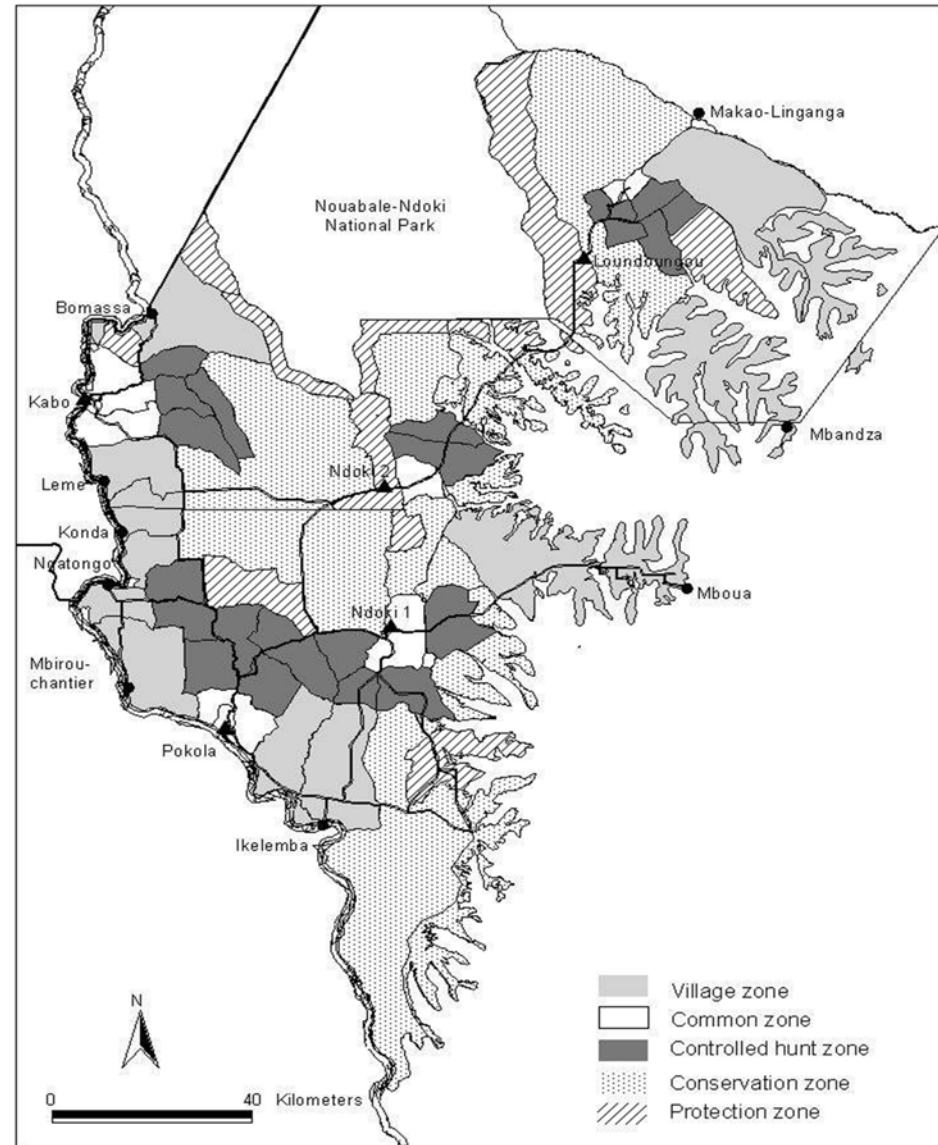 Makao-Linganga
Nouabale-Ndoki
National Park
Loundoungou
Bomassa
Kabo
Mbandza
Leme
Ndoki 2
Konda
Ngatongo
Mboua
Ndoki 1
Mbirou-
chantier
Pokola
Ikelemba
N
0 40 Kilometers
Village zone
Common zone
Controlled hunt zone
Conservation zone
Protection zone